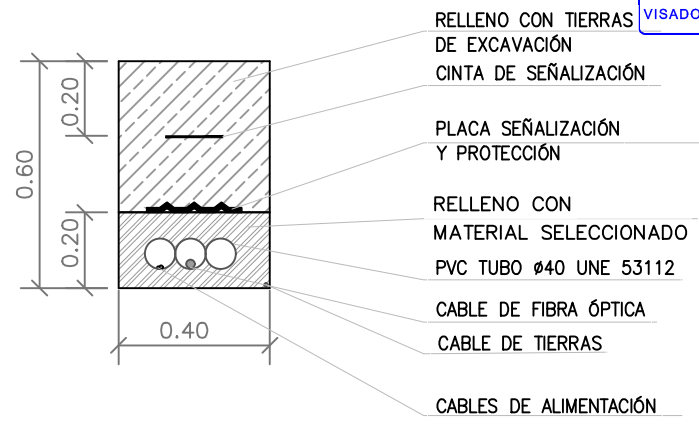 RELLENO CON TIERRAS
VISADO
DE EXCAVACIÓN
CINTA DE SEÑALIZACIÓN
0.20
PLACA SEÑALIZACIÓN
Y PROTECCIÓN
0.60
RELLENO CON
MATERIAL SELECCIONADO
0.20
PVC TUBO ø40 UNE 53112
CABLE DE FIBRA ÓPTICA
0.40
CABLE DE TIERRAS
CABLES DE ALIMENTACIÓN